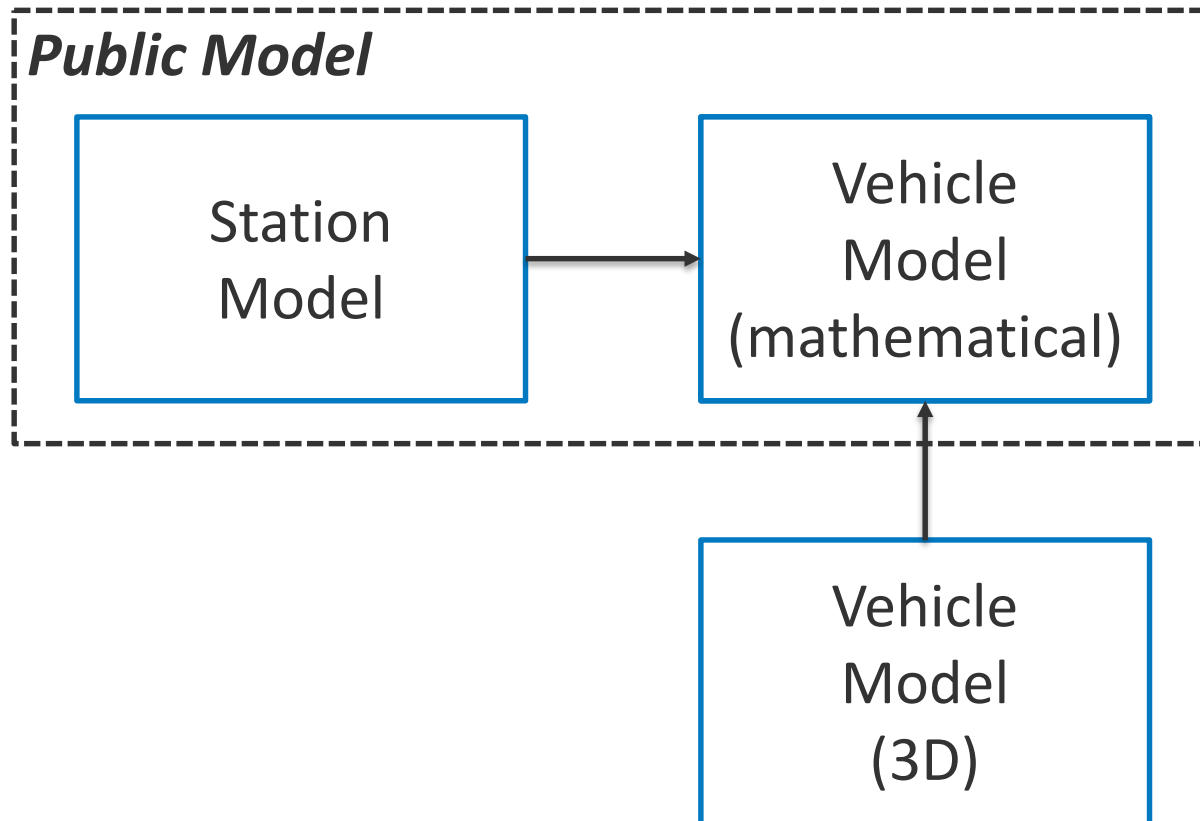 Public Model
Station
Model
Vehicle
Model
(mathematical)
Vehicle
Model
(3D)